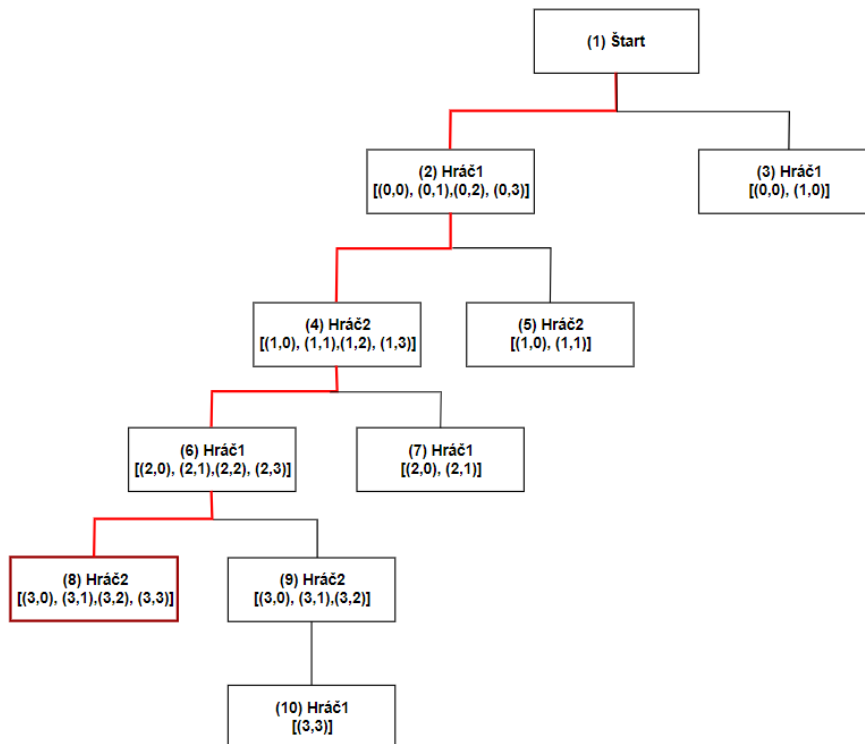 (1) Štart
(2) Hráč1
[(0,0), (0,1),(0,2), (0,3)]
(3) Hráč1
[(0,0), (1,0)]
(4) Hráč2
[(1,0), (1,1),(1,2), (1,3)]
(5) Hráč2
[(1,0), (1,1)]
(6) Hráč1
[(2,0), (2,1),(2,2), (2,3)]
(7) Hráč1
[(2,0), (2,1)]
(8) Hráč2
[(3,0), (3,1),(3,2), (3,3)]
(9) Hráč2
[(3,0), (3,1),(3,2)]
(10) Hráč1
[(3,3)]